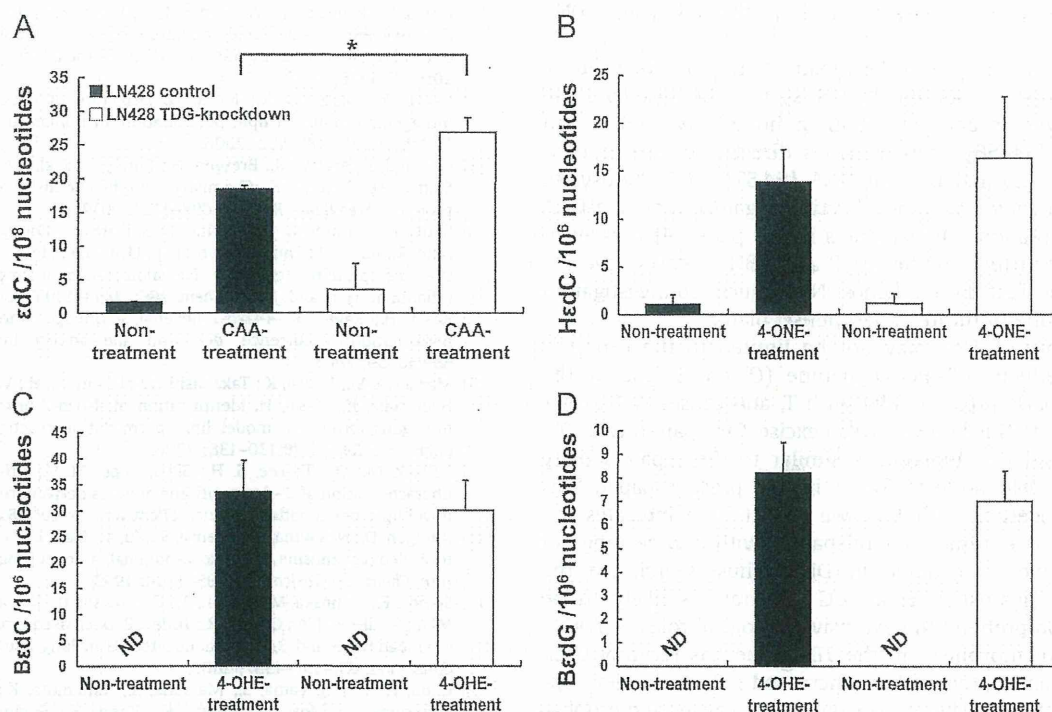 A
*
εdC /10⁸ nucleotides
35
30
25
20
15
10
5
0
LN428 control
LN428 TDG-knockdown
Non-treatment
CAA-treatment
Non-treatment
CAA-treatment
B
HεdC /10⁶ nucleotides
25
20
15
10
5
0
Non-treatment
4-ONE-treatment
Non-treatment
4-ONE-treatment
C
BεdC /10⁶ nucleotides
45
40
35
30
25
20
15
10
5
0
ND
ND
Non-treatment
4-OHE-treatment
Non-treatment
4-OHE-treatment
D
BεdG /10⁶ nucleotides
10
9
8
7
6
5
4
3
2
1
0
ND
ND
Non-treatment
4-OHE-treatment
Non-treatment
4-OHE-treatment